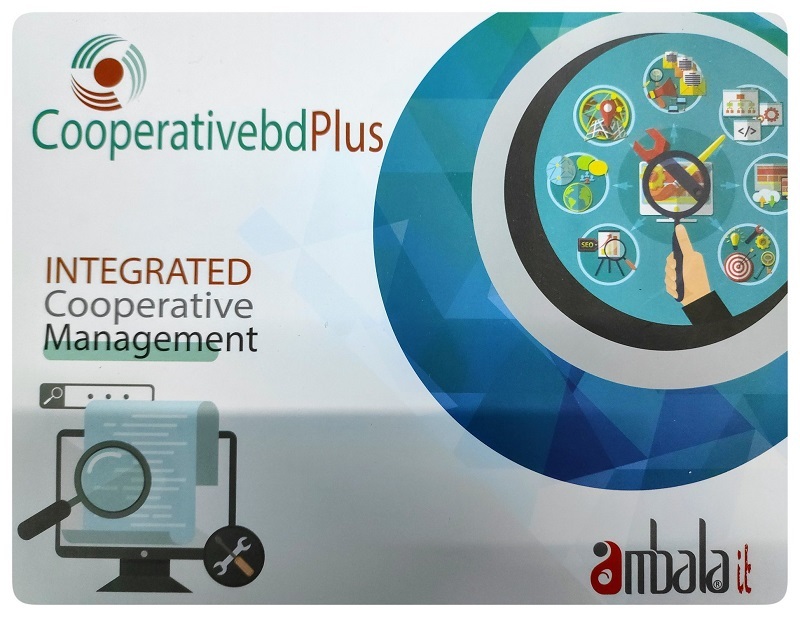 CooperativebdPlus
INTEGRATED
Cooperative
Management
SEO
</>
ambala® it